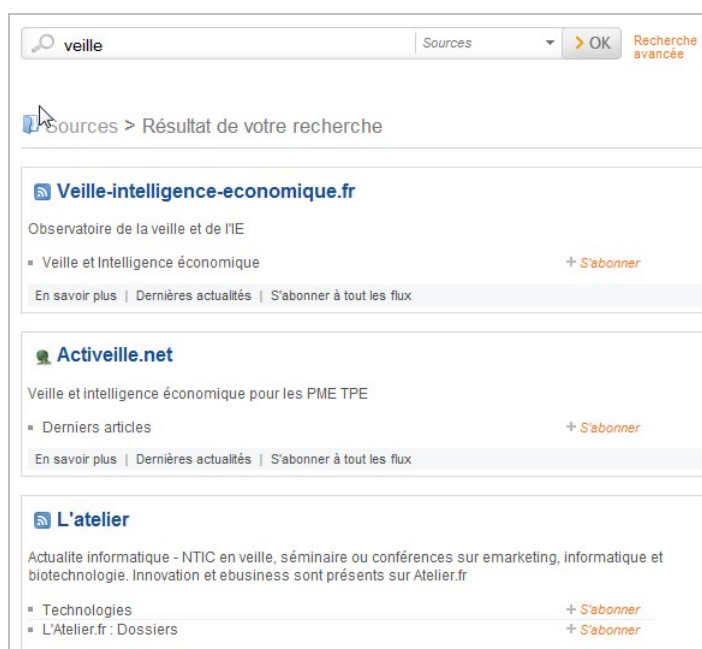 veille
Sources
> OK
Recherche
avancée
Sources > Résultat de votre recherche
Veille-intelligence-economique.fr
Observatoire de la veille et de l'IE
Veille et Intelligence économique
+ S'abonner
En savoir plus | Dernières actualités | S'abonner à tout les flux
Activeille.net
Veille et intelligence économique pour les PME TPE
Derniers articles
+ S'abonner
En savoir plus | Dernières actualités | S'abonner à tout les flux
L'atelier
Actualite informatique - NTIC en veille, séminaire ou conférences sur emarketing, informatique et
biotechnologie. Innovation et ebusiness sont présents sur Atelier.fr
Technologies
+ S'abonner
L'Atelier.fr : Dossiers
+ S'abonner